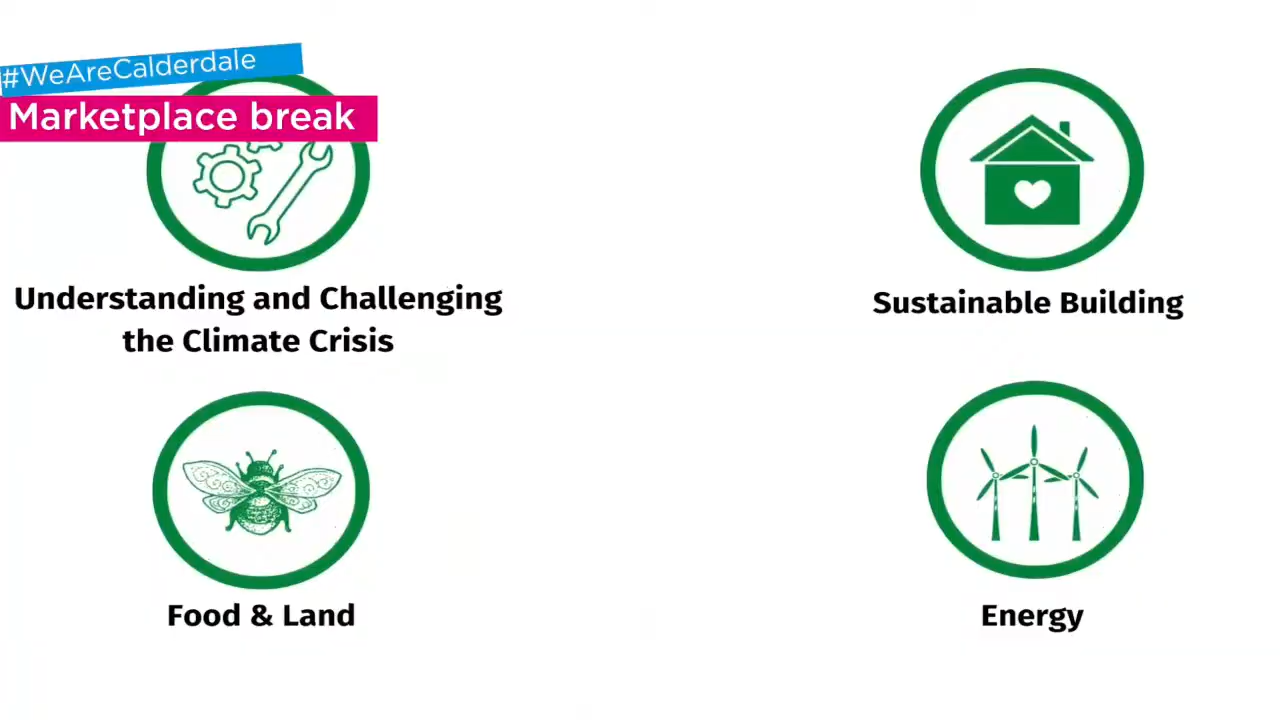 #WeAreCalderdale
Marketplace break
Understanding and Challenging
the Climate Crisis
Sustainable Building
Food & Land
Energy